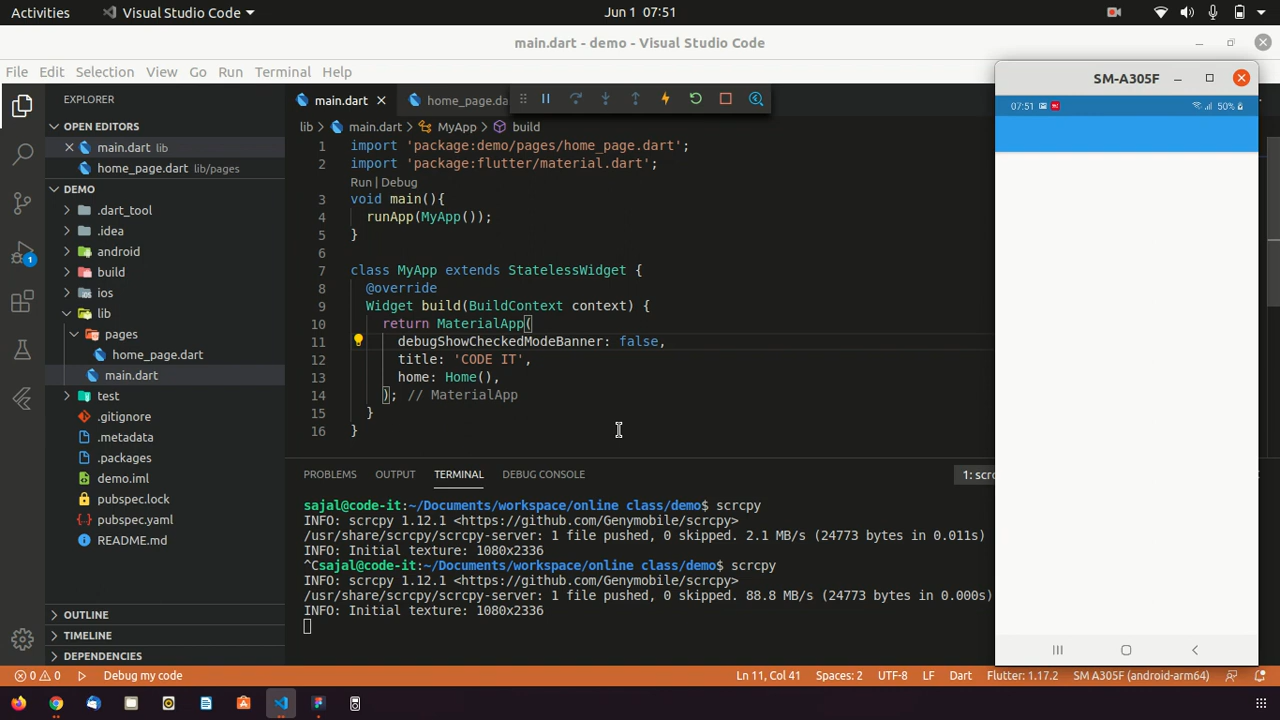 Activities
Visual Studio Code
Jun 1 07:51
main.dart - demo - Visual Studio Code
File Edit Selection View Go Run Terminal Help
EXPLORER
OPEN EDITORS
main.dart lib
home_page.dart lib/pages
DEMO
.dart_tool
.idea
android
build
ios
lib
pages
home_page.dart
main.dart
test
.gitignore
.metadata
.packages
demo.iml
pubspec.lock
pubspec.yaml
README.md
OUTLINE
TIMELINE
DEPENDENCIES
1
main.dart
home_page.da
lib > main.dart > MyApp > build
1 import 'package:demo/pages/home_page.dart';
2 import 'package:flutter/material.dart';
Run | Debug
3 void main(){
4 runApp(MyApp());
5 }
6
7 class MyApp extends StatelessWidget {
8 @override
9 Widget build(BuildContext context) {
10 return MaterialApp(
11 debugShowCheckedModeBanner: false,
12 title: 'CODE IT',
13 home: Home(),
14 ); // MaterialApp
15 }
16 }
PROBLEMS OUTPUT TERMINAL DEBUG CONSOLE
1: scrc
sajal@code-it:~/Documents/workspace/online class/demo$ scrcpy
INFO: scrcpy 1.12.1 <https://github.com/Genymobile/scrcpy>
/usr/share/scrcpy/scrcpy-server: 1 file pushed, 0 skipped. 2.1 MB/s (24773 bytes in 0.011s)
INFO: Initial texture: 1080x2336
^Csajal@code-it:~/Documents/workspace/online class/demo$ scrcpy
INFO: scrcpy 1.12.1 <https://github.com/Genymobile/scrcpy>
/usr/share/scrcpy/scrcpy-server: 1 file pushed, 0 skipped. 88.8 MB/s (24773 bytes in 0.000s)
INFO: Initial texture: 1080x2336
SM-A305F
07:51
50%
0 0
Debug my code
Ln 11, Col 41
Spaces: 2
UTF-8
LF
Dart
Flutter: 1.17.2
SM A305F (android-arm64)